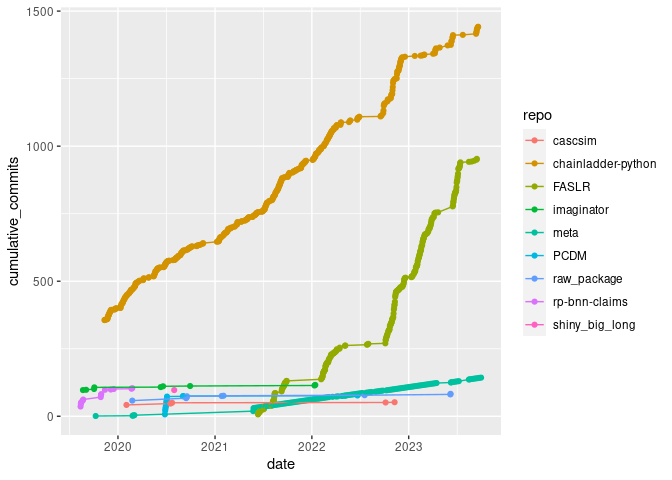 1500
1000
500
0
cumulative_commits
2020 2021 2022 2023
date
repo
cascsim
chainladder-python
FASLR
imaginator
meta
PCDM
raw_package
rp-bnn-claims
shiny_big_long